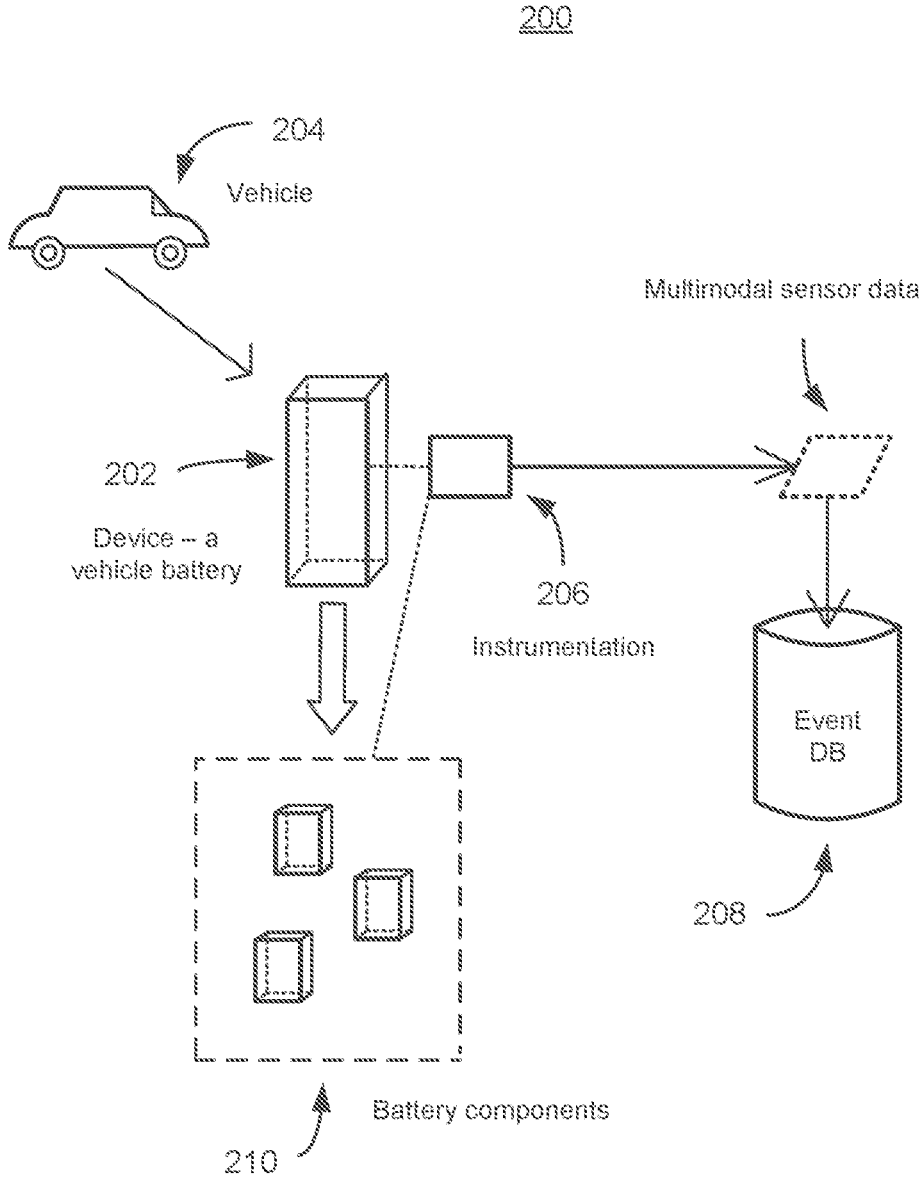 200
204
Vehicle
Multimodal sensor data
202
Device – a
vehicle battery
206
Instrumentation
Event
DB
208
Battery components
210